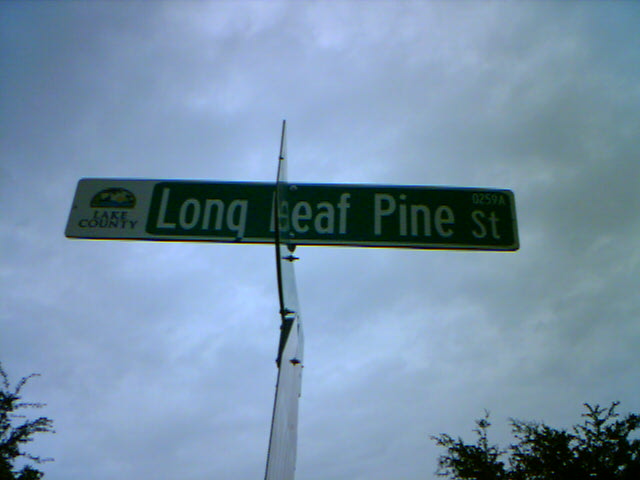 LAKE
COUNTY
Long Leaf Pine St
0259A